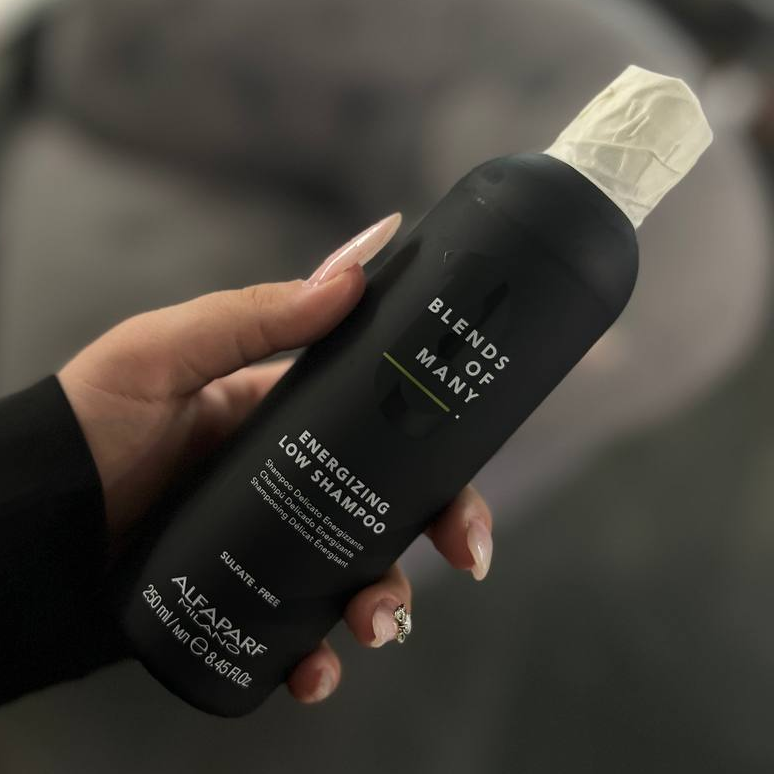 BLENDS
OF
MANY.
ENERGIZING
LOW SHAMPOO
Shampoo Delicato Energizzante
Champú Delicado Energizante
Shampooing Délicat Énergisant
SULFATE - FREE
ALFAPARF
MILANO
250 ml / мл ℮ 8.45 Fl.Oz